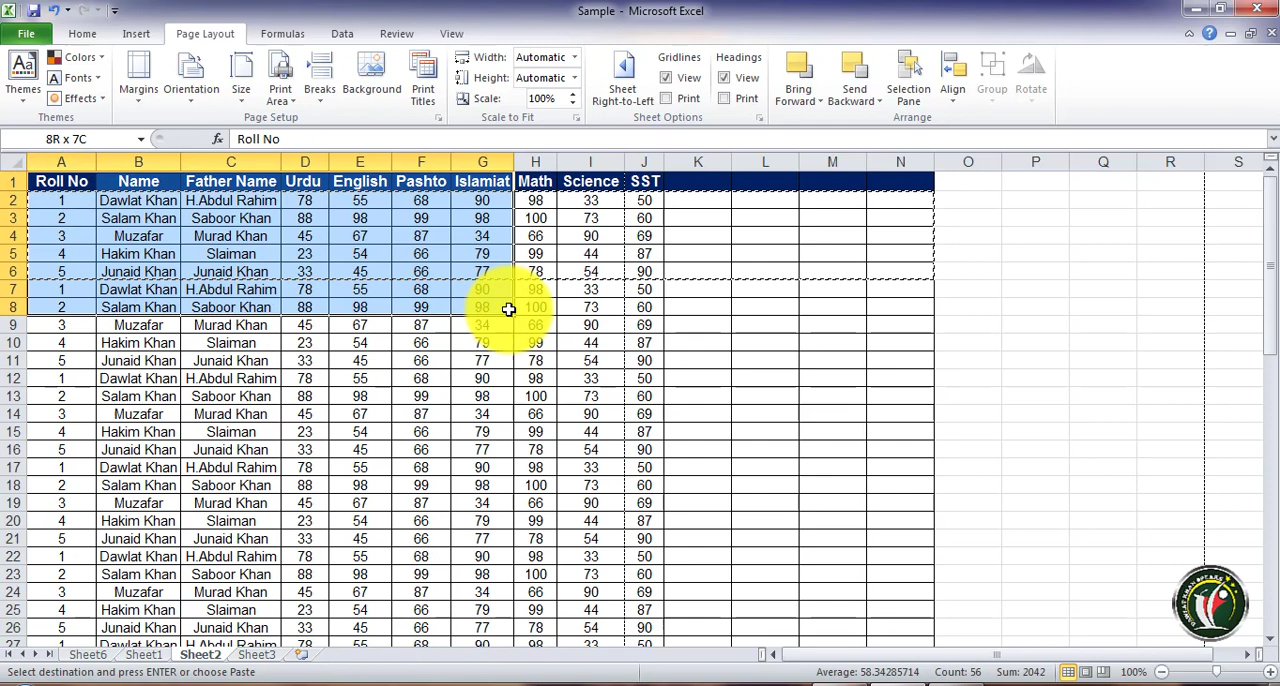 Sample - Microsoft Excel
File Home Insert Page Layout Formulas Data Review View
Themes Colors Fonts Effects Themes
Margins Orientation Size Print Area Breaks Background Print Titles Page Setup
Width: Automatic Height: Automatic Scale: 100% Scale to Fit
Sheet Right-to-Left Gridlines View Print Headings View Print Sheet Options
Bring Forward Send Backward Selection Pane Align Group Rotate Arrange
8R x 7C fx Roll No
A B C D E F G H I J K L M N O P Q R S
1 Roll No Name Father Name Urdu English Pashto Islamiat Math Science SST
2 1 Dawlat Khan H.Abdul Rahim 78 55 68 90 98 33 50
3 2 Salam Khan Saboor Khan 88 98 99 98 100 73 60
4 3 Muzafar Murad Khan 45 67 87 34 66 90 69
5 4 Hakim Khan Slaiman 23 54 66 79 99 44 87
6 5 Junaid Khan Junaid Khan 33 45 66 77 78 54 90
7 1 Dawlat Khan H.Abdul Rahim 78 55 68 90 98 33 50
8 2 Salam Khan Saboor Khan 88 98 99 98 100 73 60
9 3 Muzafar Murad Khan 45 67 87 34 66 90 69
10 4 Hakim Khan Slaiman 23 54 66 79 99 44 87
11 5 Junaid Khan Junaid Khan 33 45 66 77 78 54 90
12 1 Dawlat Khan H.Abdul Rahim 78 55 68 90 98 33 50
13 2 Salam Khan Saboor Khan 88 98 99 98 100 73 60
14 3 Muzafar Murad Khan 45 67 87 34 66 90 69
15 4 Hakim Khan Slaiman 23 54 66 79 99 44 87
16 5 Junaid Khan Junaid Khan 33 45 66 77 78 54 90
17 1 Dawlat Khan H.Abdul Rahim 78 55 68 90 98 33 50
18 2 Salam Khan Saboor Khan 88 98 99 98 100 73 60
19 3 Muzafar Murad Khan 45 67 87 34 66 90 69
20 4 Hakim Khan Slaiman 23 54 66 79 99 44 87
21 5 Junaid Khan Junaid Khan 33 45 66 77 78 54 90
22 1 Dawlat Khan H.Abdul Rahim 78 55 68 90 98 33 50
23 2 Salam Khan Saboor Khan 88 98 99 98 100 73 60
24 3 Muzafar Murad Khan 45 67 87 34 66 90 69
25 4 Hakim Khan Slaiman 23 54 66 79 99 44 87
26 5 Junaid Khan Junaid Khan 33 45 66 77 78 54 90
27 1 Dawlat Khan H.Abdul Rahim 78 55 68 90 98 33 50
Sheet6 Sheet1 Sheet2 Sheet3
Select destination and press ENTER or choose Paste Average: 58.34285714 Count: 56 Sum: 2042 100%